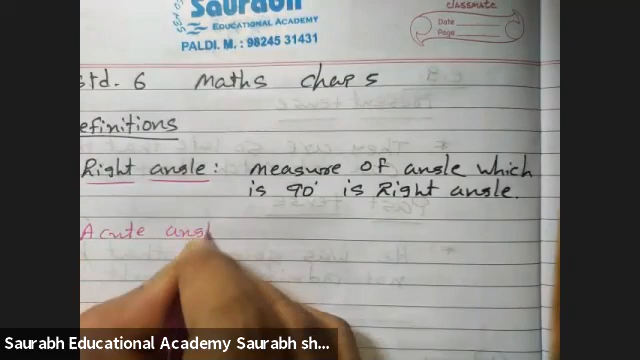 Saurabh
EDUCATIONAL ACADEMY
PALDI. M. : 98245 31431
classmate
Date
Page
std. 6 Maths Chap 5
efinitions
Right angle : measure of angle which
is 90° is Right angle.
Acute ang
Saurabh Educational Academy Saurabh sh...